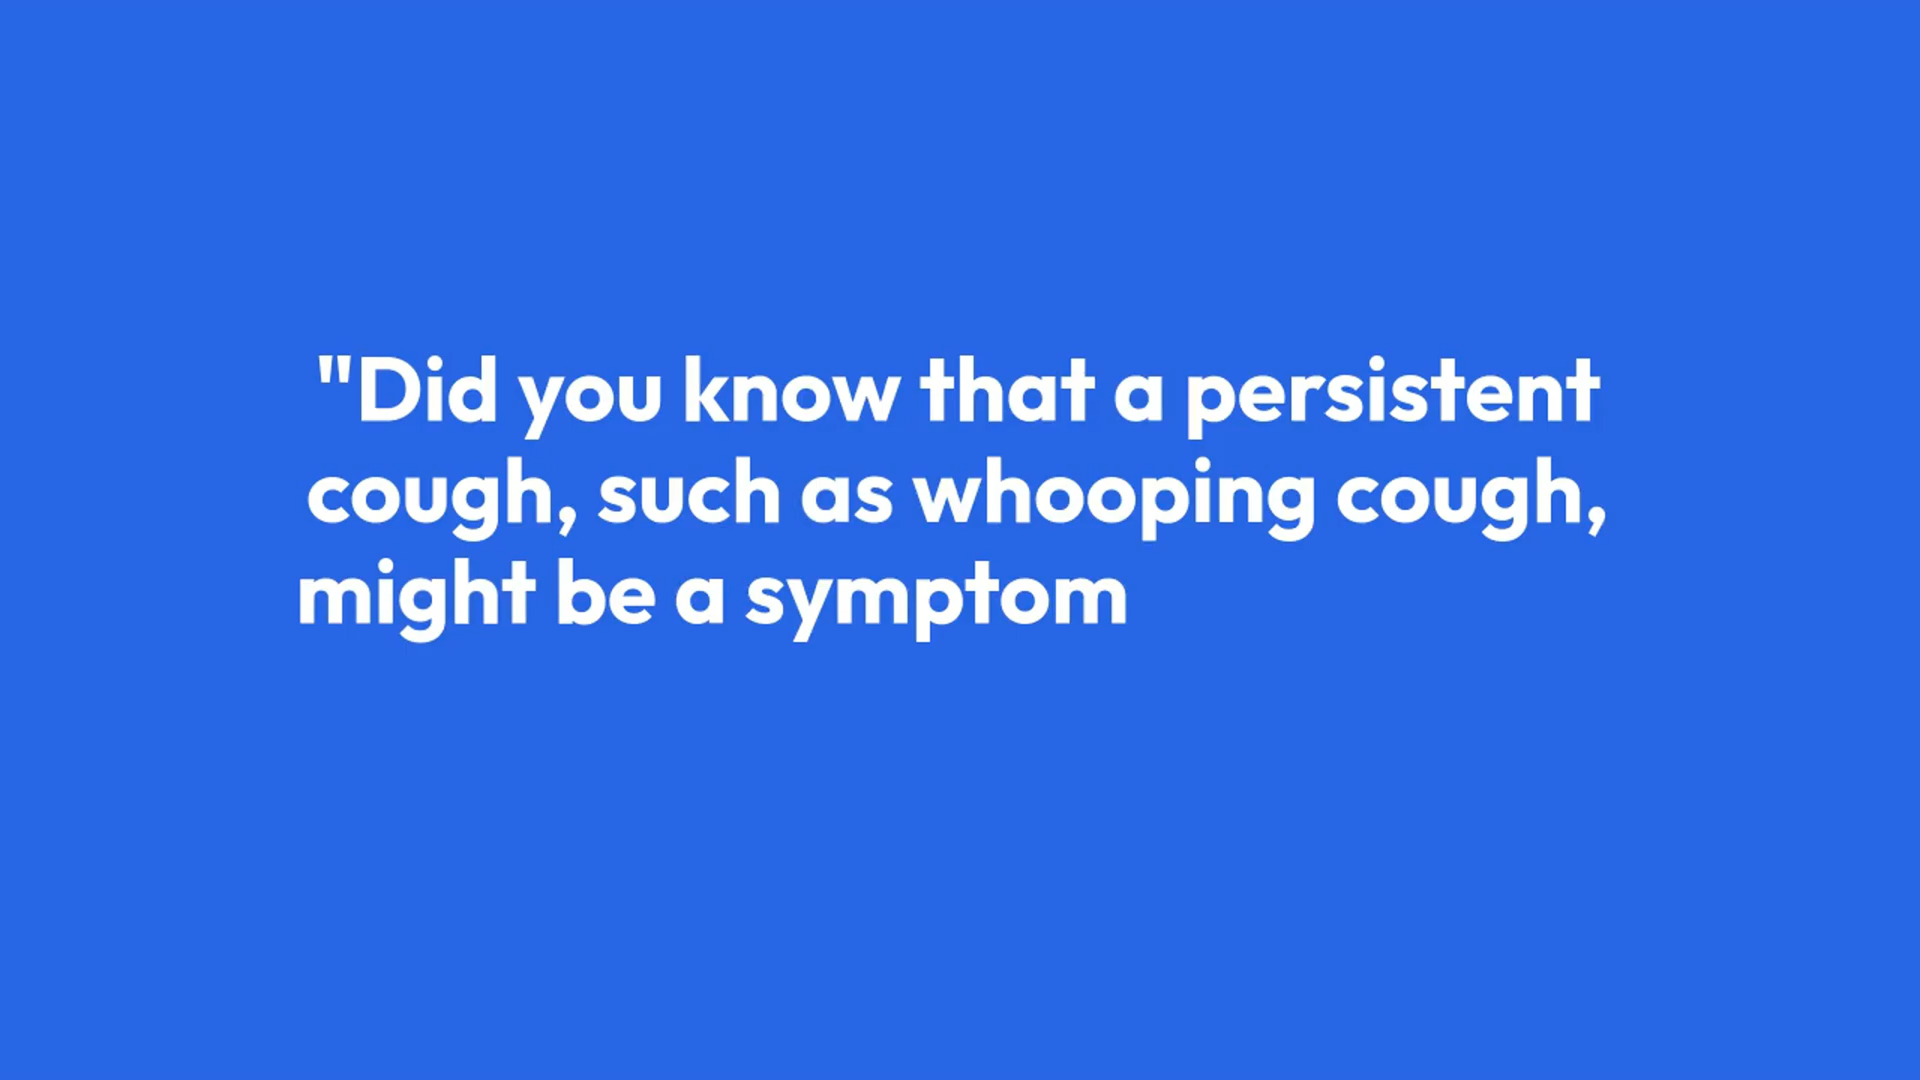 "Did you know that a persistent
cough, such as whooping cough,
might be a symptom